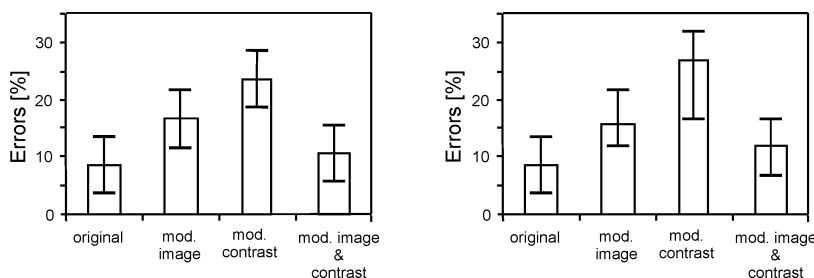 Errors [%]
30
20
10
0
original
mod.
image
mod.
contrast
mod. image
&
contrast
Errors [%]
30
20
10
0
original
mod.
image
mod.
contrast
mod. image
&
contrast